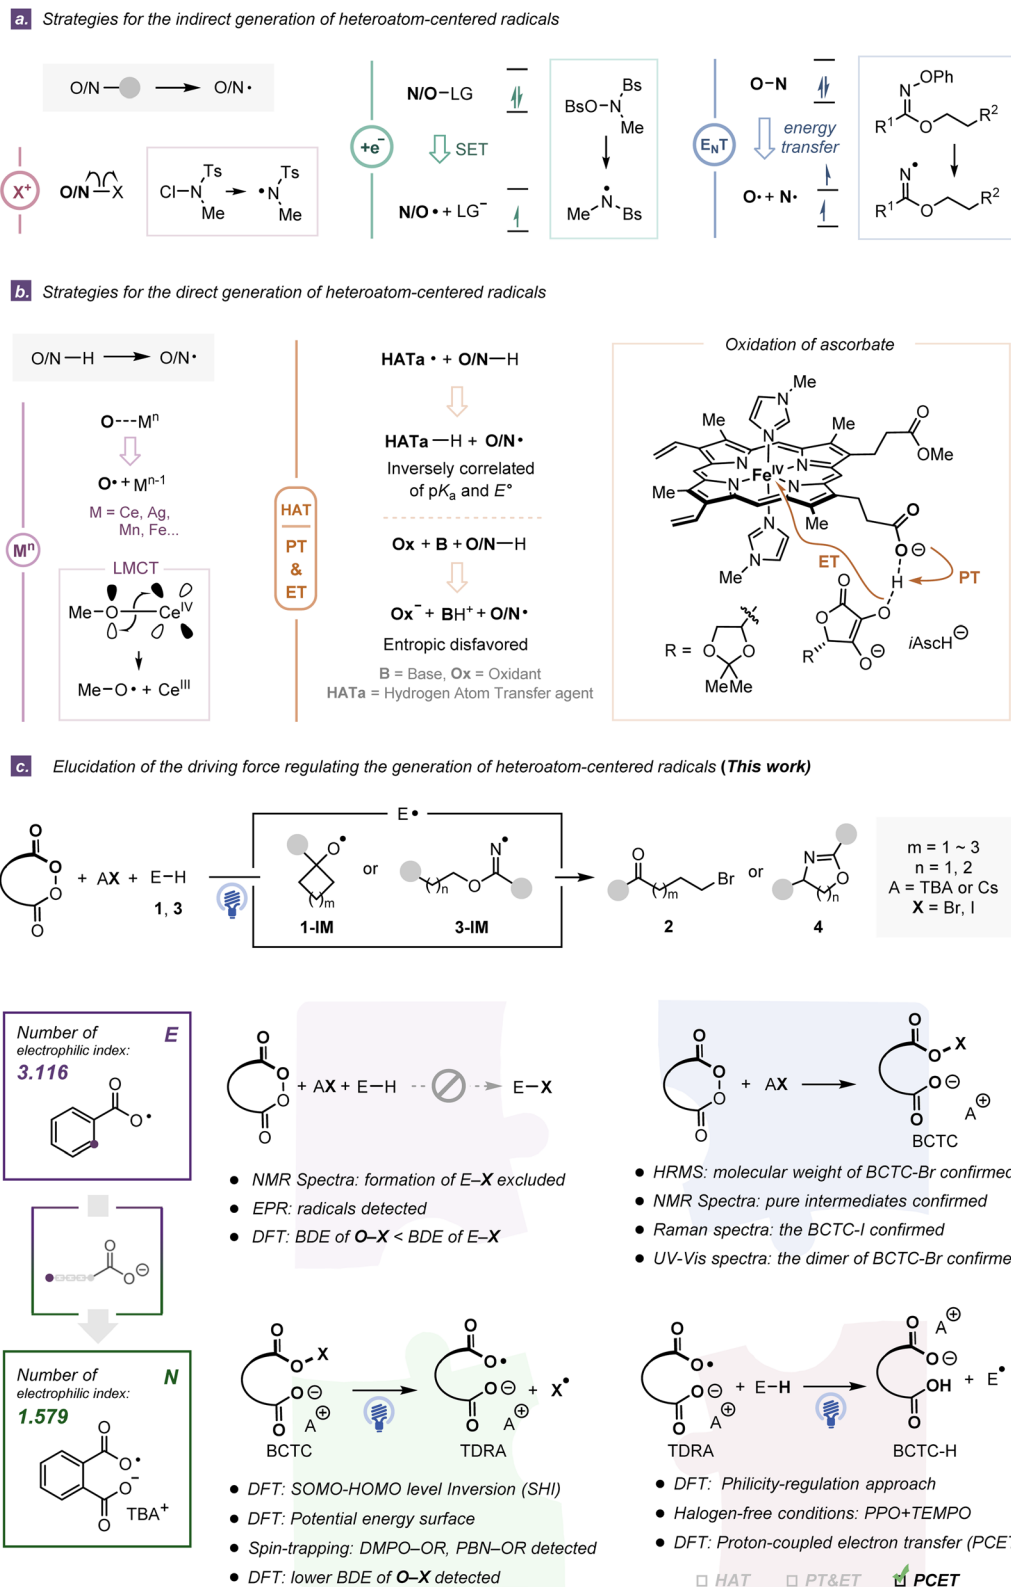 a. Strategies for the indirect generation of heteroatom-centered radicals
O/N
O/N•
X⁺
O/N—X
Cl—N
Ts
Me
•N
Ts
Me
+e⁻
N/O–LG
SET
N/O• + LG⁻
BsO
N
Bs
Me
Me
N•
Bs
EₙT
O–N
energy
transfer
O• + N•
OPh
N
R¹
O
R²
N•
R¹
O
R²
b. Strategies for the direct generation of heteroatom-centered radicals
O/N—H
O/N•
Mⁿ
O---Mⁿ
O• + Mⁿ⁻¹
M = Ce, Ag,
Mn, Fe...
LMCT
Me—O
Ceᴵⱽ
Me–O• + Ceᴵᴵᴵ
HAT
PT
&
ET
HATa• + O/N—H
HATa—H + O/N•
Inversely correlated
of pKₐ and E°
Ox + B + O/N—H
Ox⁻ + BH⁺ + O/N•
Entropic disfavored
B = Base, Ox = Oxidant
HATa = Hydrogen Atom Transfer agent
Oxidation of ascorbate
N
Me
N
Me
Me
O
OMe
N
N
Feᴵⱽ
N
N
Me
Me
O
O⊖
N
N
Me
ET
H
PT
O
O
O
R
O⊖
iAscH⊖
R =
O
O
MeMe
c. Elucidation of the driving force regulating the generation of heteroatom-centered radicals (This work)
O
O
O
O
+ AX + E–H
1, 3
E•
O•
m
1-IM
or
n
O
N•
3-IM
O
m
Br
2
or
N
O
n
4
m = 1 ~ 3
n = 1, 2
A = TBA or Cs
X = Br, I
Number of
electrophilic index:
3.116
E
O
O•
O
O⊖
Number of
electrophilic index:
1.579
N
O
O•
O⁻
O
TBA⁺
O
O
O
O
+ AX + E–H
E–X
• NMR Spectra: formation of E–X excluded
• EPR: radicals detected
• DFT: BDE of O–X < BDE of E–X
O
O
O
O
+ AX
O
O
X
O⊖
O
A⊕
BCTC
• HRMS: molecular weight of BCTC-Br confirmed
• NMR Spectra: pure intermediates confirmed
• Raman spectra: the BCTC-I confirmed
• UV-Vis spectra: the dimer of BCTC-Br confirme
O
O
X
O⊖
O
A⊕
BCTC
O
O•
O⊖
O
A⊕
TDRA
+ X•
• DFT: SOMO-HOMO level Inversion (SHI)
• DFT: Potential energy surface
• Spin-trapping: DMPO–OR, PBN–OR detected
• DFT: lower BDE of O–X detected
O
O•
O⊖
O
A⊕
TDRA
+ E–H
A⊕
O
O⊖
OH
O
BCTC-H
+ E•
• DFT: Philicity-regulation approach
• Halogen-free conditions: PPO+TEMPO
• DFT: Proton-coupled electron transfer (PCET
HAT
PT&ET
PCET